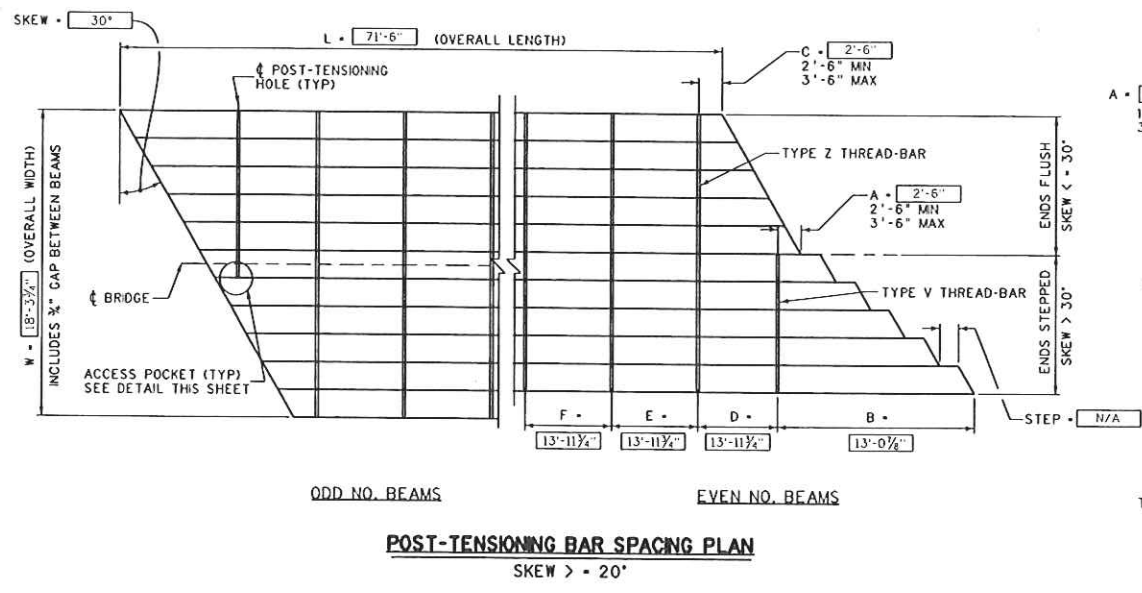 SKEW = 30°
L = 71'-6" (OVERALL LENGTH)
C = 2'-6"
2'-6" MIN
3'-6" MAX
℄ POST-TENSIONING
HOLE (TYP)
A =
1
3
W = 18'-3¾" (OVERALL WIDTH)
INCLUDES ¾" GAP BETWEEN BEAMS
TYPE Z THREAD-BAR
ENDS FLUSH
SKEW < = 30°
A = 2'-6"
2'-6" MIN
3'-6" MAX
℄ BRIDGE
TYPE V THREAD-BAR
ENDS STEPPED
SKEW > 30°
ACCESS POCKET (TYP)
SEE DETAIL THIS SHEET
F = E = D = B =
13'-11¾" 13'-11¾" 13'-11¾" 13'-0⅞"
STEP = N/A
ODD NO. BEAMS
EVEN NO. BEAMS
T
POST-TENSIONING BAR SPACING PLAN
SKEW > = 20°